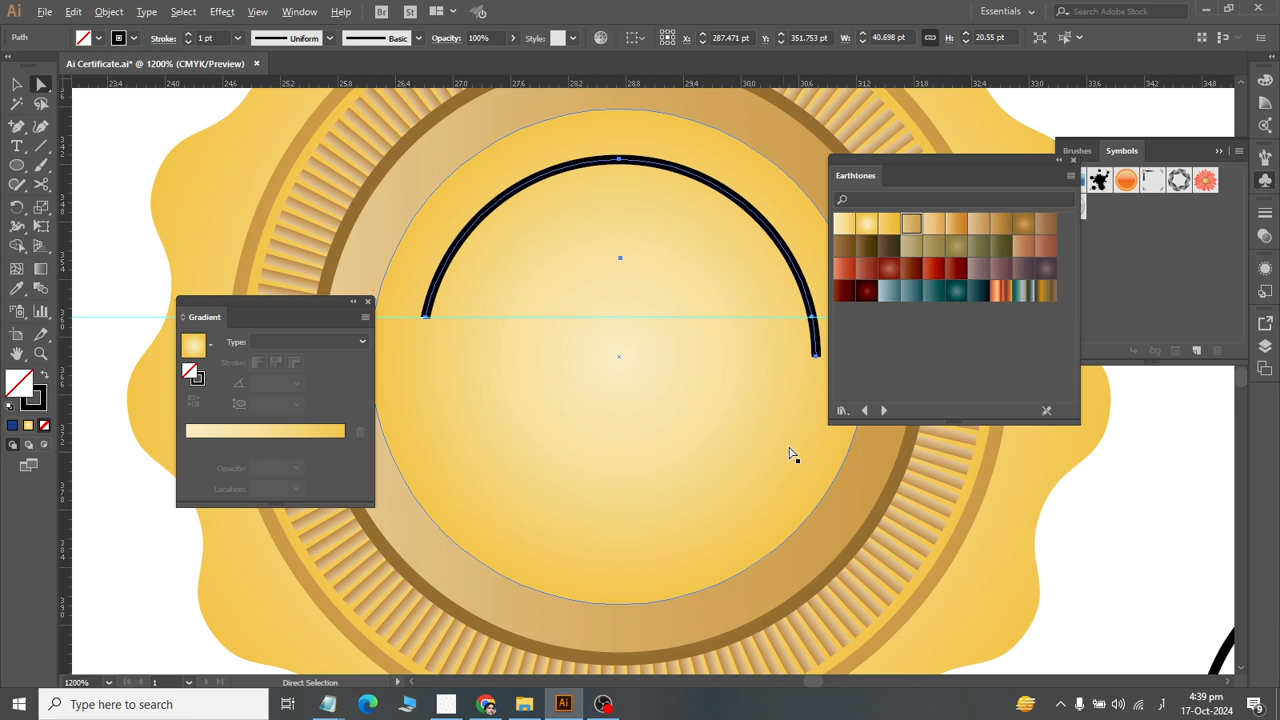 Ai File Edit Object Type Select Effect View Window Help Br St Essentials Search Adobe Stock
Path Stroke: 1 pt Uniform Basic Opacity: 100% Style: X: 287.471 pt Y: 351.753 pt W: 40.698 pt H: 20.55 pt
Ai Certificate.ai* @ 1200% (CMYK/Preview)
234 240 246 252 258 264 270 276 282 288 294 300 306 312 318 324 330 336 342 348
Brushes Symbols
Earthtones
Gradient
Type:
Stroke:
Opacity:
Location:
1200% 1 Direct Selection
Type here to search
4:39 pm
17-Oct-2024
9